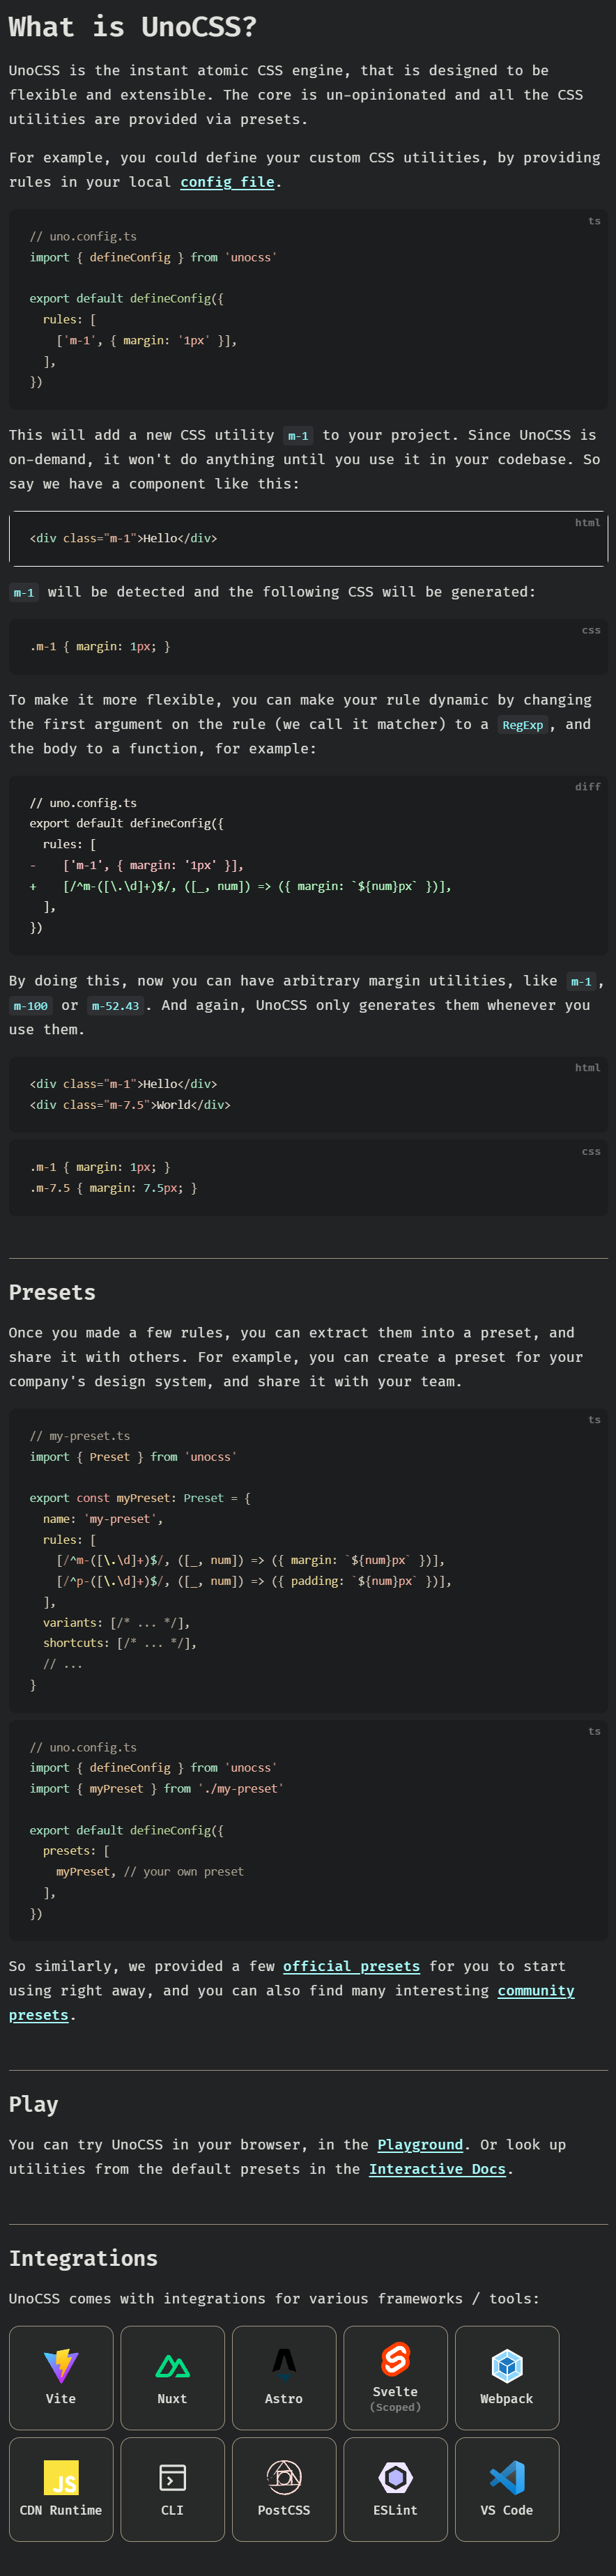 What is UnoCSS?
UnoCSS is the instant atomic CSS engine, that is designed to be
flexible and extensible. The core is un-opinionated and all the CSS
utilities are provided via presets.
For example, you could define your custom CSS utilities, by providing
rules in your local config file.
ts
// uno.config.ts
import { defineConfig } from 'unocss'

export default defineConfig({
  rules: [
    ['m-1', { margin: '1px' }],
  ],
})
This will add a new CSS utility m-1 to your project. Since UnoCSS is
on-demand, it won't do anything until you use it in your codebase. So
say we have a component like this:
html
<div class="m-1">Hello</div>
m-1 will be detected and the following CSS will be generated:
css
.m-1 { margin: 1px; }
To make it more flexible, you can make your rule dynamic by changing
the first argument on the rule (we call it matcher) to a RegExp, and
the body to a function, for example:
diff
// uno.config.ts
export default defineConfig({
  rules: [
-    ['m-1', { margin: '1px' }],
+    [/^m-([\.\d]+)$/, ([_, num]) => ({ margin: `${num}px` })],
  ],
})
By doing this, now you can have arbitrary margin utilities, like m-1,
m-100 or m-52.43. And again, UnoCSS only generates them whenever you
use them.
html
<div class="m-1">Hello</div>
<div class="m-7.5">World</div>
css
.m-1 { margin: 1px; }
.m-7.5 { margin: 7.5px; }
Presets
Once you made a few rules, you can extract them into a preset, and
share it with others. For example, you can create a preset for your
company's design system, and share it with your team.
ts
// my-preset.ts
import { Preset } from 'unocss'

export const myPreset: Preset = {
  name: 'my-preset',
  rules: [
    [/^m-([\.\d]+)$/, ([_, num]) => ({ margin: `${num}px` })],
    [/^p-([\.\d]+)$/, ([_, num]) => ({ padding: `${num}px` })],
  ],
  variants: [/* ... */],
  shortcuts: [/* ... */],
  // ...
}
ts
// uno.config.ts
import { defineConfig } from 'unocss'
import { myPreset } from './my-preset'

export default defineConfig({
  presets: [
    myPreset, // your own preset
  ],
})
So similarly, we provided a few official presets for you to start
using right away, and you can also find many interesting community
presets.
Play
You can try UnoCSS in your browser, in the Playground. Or look up
utilities from the default presets in the Interactive Docs.
Integrations
UnoCSS comes with integrations for various frameworks / tools:
Vite
Nuxt
Astro
Svelte
(Scoped)
Webpack
JS
CDN Runtime
CLI
PostCSS
ESLint
VS Code